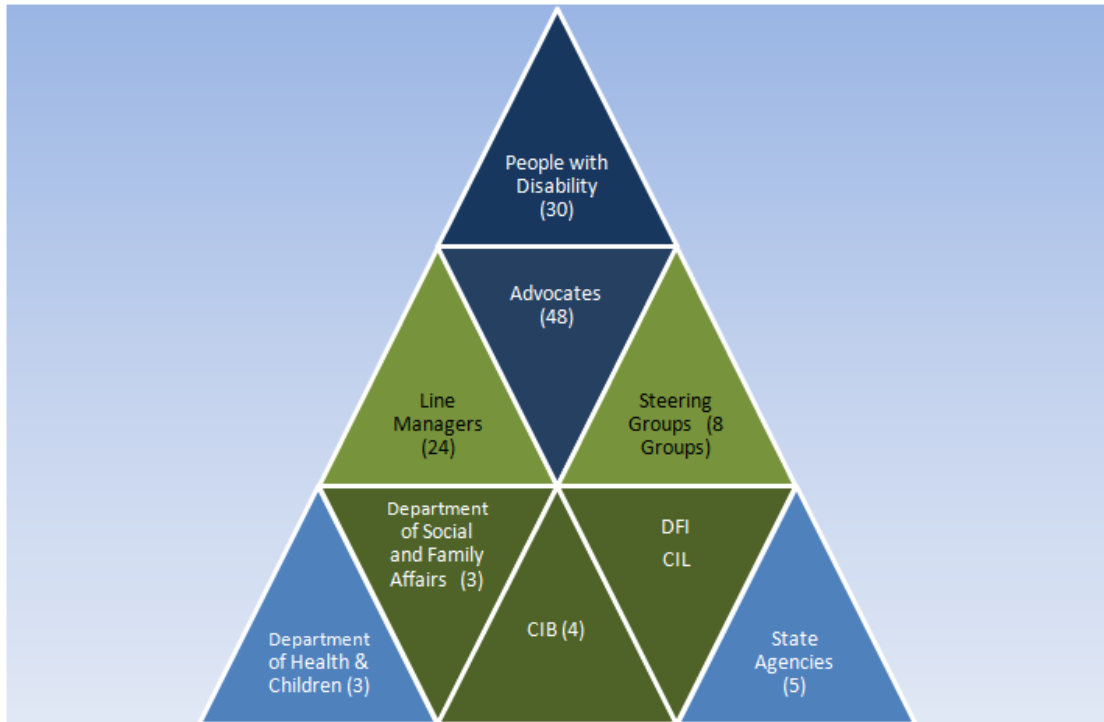 People with
Disability
(30)
Advocates
(48)
Line
Managers
(24)
Steering
Groups (8
Groups)
Department
of Social
and Family
Affairs (3)
DFI
CIL
Department
of Health &
Children (3)
CIB (4)
State
Agencies
(5)